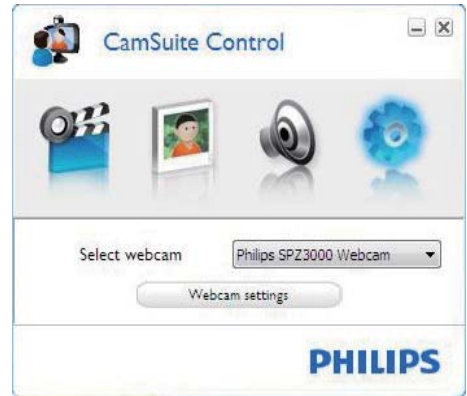 CamSuite Control
Select webcam
Philips SPZ3000 Webcam
Webcam settings
PHILIPS